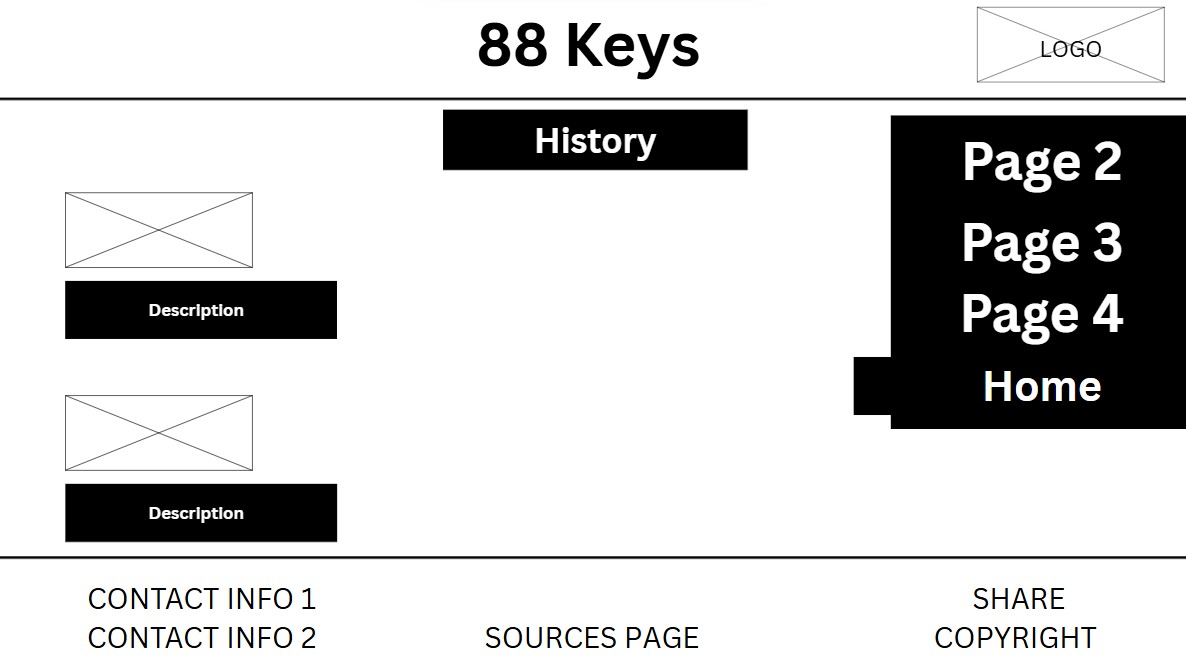 88 Keys
LOGO
History
Page 2
Page 3
Page 4
Home
Description
Description
CONTACT INFO 1
CONTACT INFO 2
SOURCES PAGE
SHARE
COPYRIGHT